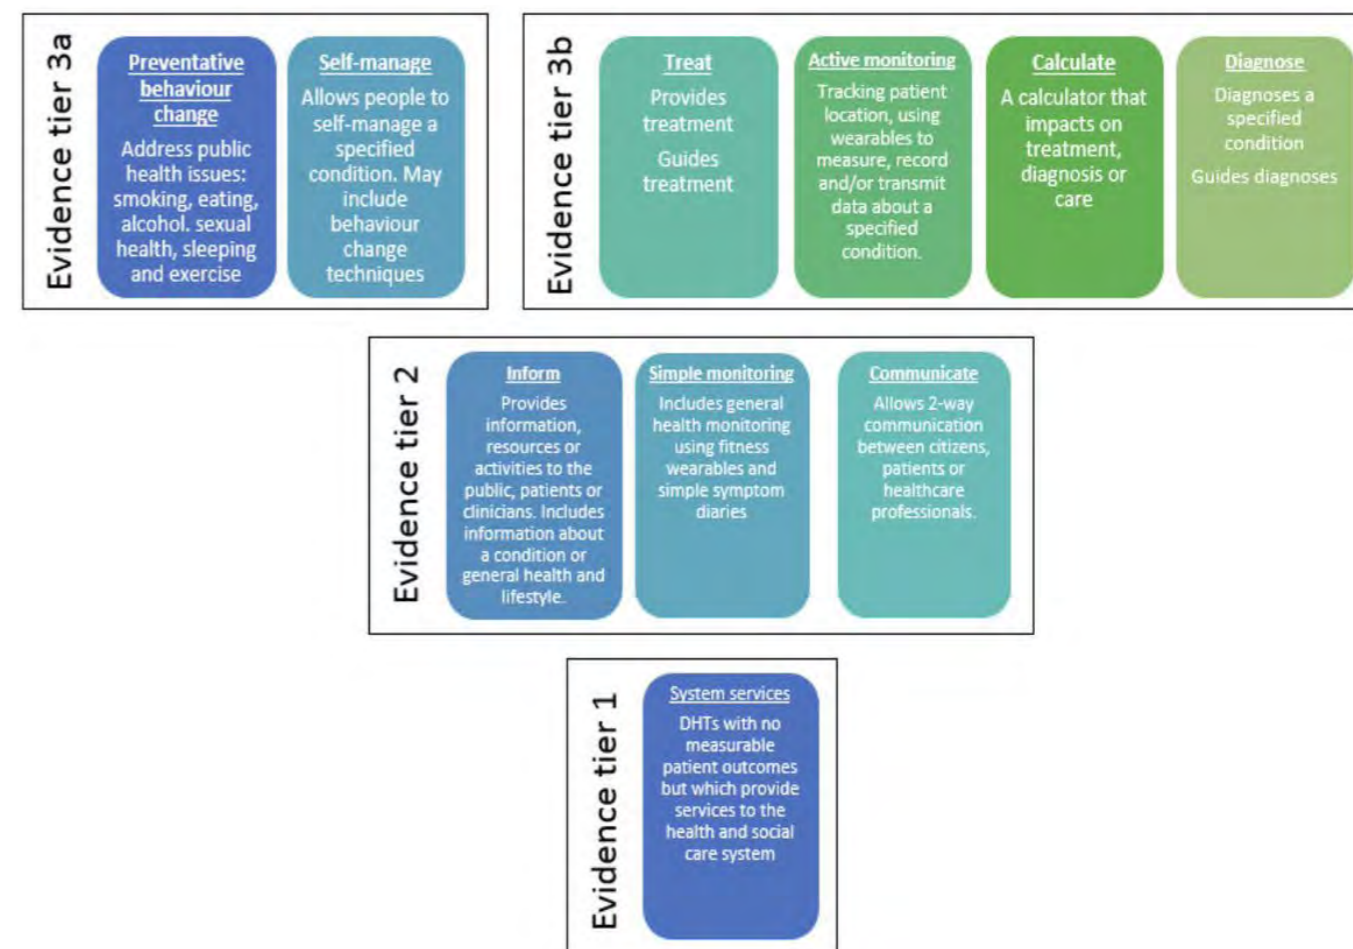 Evidence tier 3a
Preventative
behaviour
change
Address public
health issues:
smoking, eating,
alcohol. sexual
health, sleeping
and exercise
Self-manage
Allows people to
self-manage a
specified
condition. May
include
behaviour
change
techniques
Evidence tier 3b
Treat
Provides
treatment
Guides
treatment
Active monitoring
Tracking patient
location, using
wearables to
measure, record
and/or transmit
data about a
specified
condition.
Calculate
A calculator that
impacts on
treatment,
diagnosis or
care
Diagnose
Diagnoses a
specified
condition
Guides diagnoses
Evidence tier 2
Inform
Provides
information,
resources or
activities to the
public, patients or
clinicians. Includes
information about
a condition or
general health and
lifestyle.
Simple monitoring
Includes general
health monitoring
using fitness
wearables and
simple symptom
diaries
Communicate
Allows 2-way
communication
between citizens,
patients or
healthcare
professionals.
Evidence tier 1
System services
DHTs with no
measurable
patient outcomes
but which provide
services to the
health and social
care system